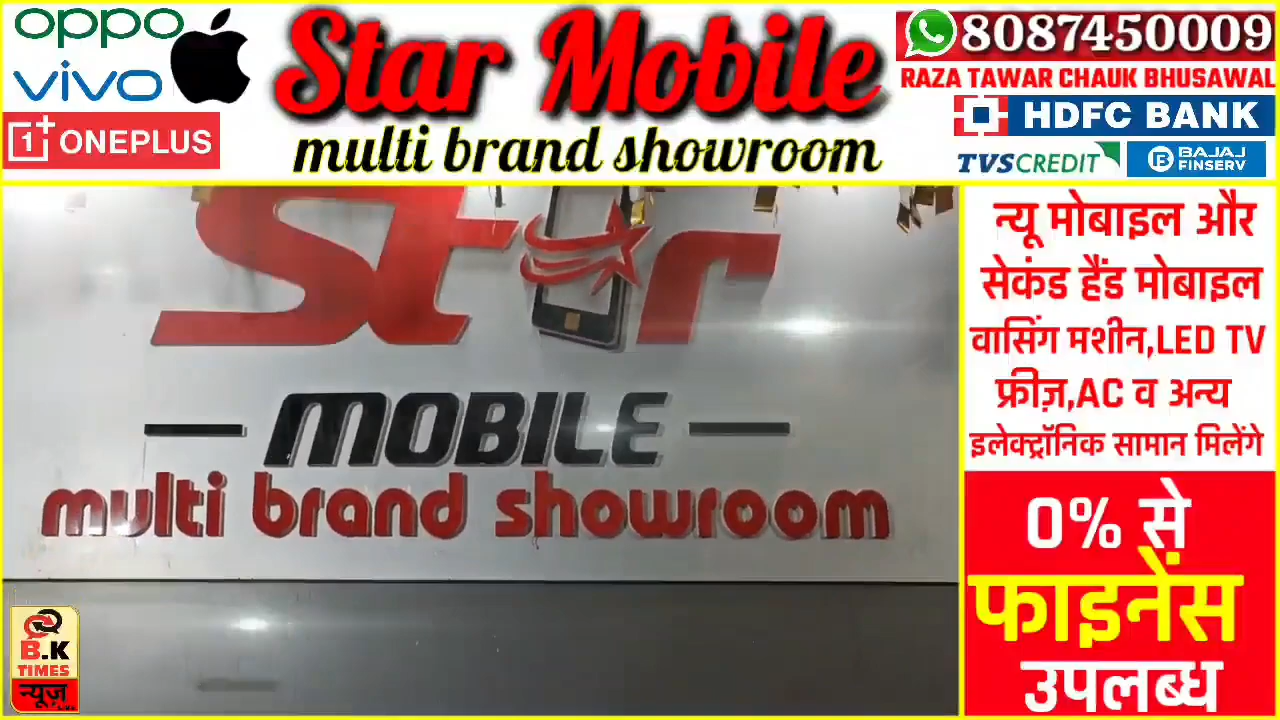 oppo
vivo
1+ ONEPLUS
Star Mobile
multi brand showroom
8087450009
RAZA TAWAR CHAUK BHUSAWAL
HDFC BANK
TVS CREDIT
B BAJAJ
FINSERV
Star
MOBILE
multi brand showroom
न्यू मोबाइल और
सेकंड हैंड मोबाइल
वासिंग मशीन,LED TV
फ्रीज़,AC व अन्य
इलेक्ट्रॉनिक सामान मिलेंगे
0% से
फाइनेंस
उपलब्ध
B.K
TIMES
न्यूज़